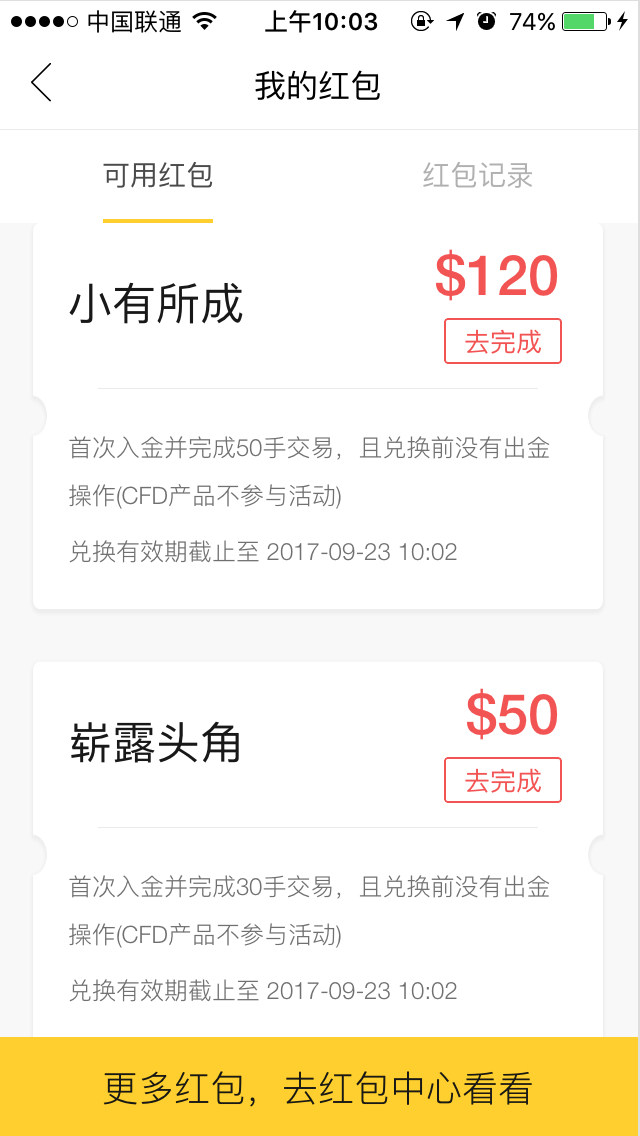 中国联通 上午10:03 74%
我的红包
可用红包 红包记录
小有所成 $120
去完成
首次入金并完成50手交易，且兑换前没有出金
操作(CFD产品不参与活动)
兑换有效期截止至 2017-09-23 10:02
崭露头角 $50
去完成
首次入金并完成30手交易，且兑换前没有出金
操作(CFD产品不参与活动)
兑换有效期截止至 2017-09-23 10:02
更多红包，去红包中心看看